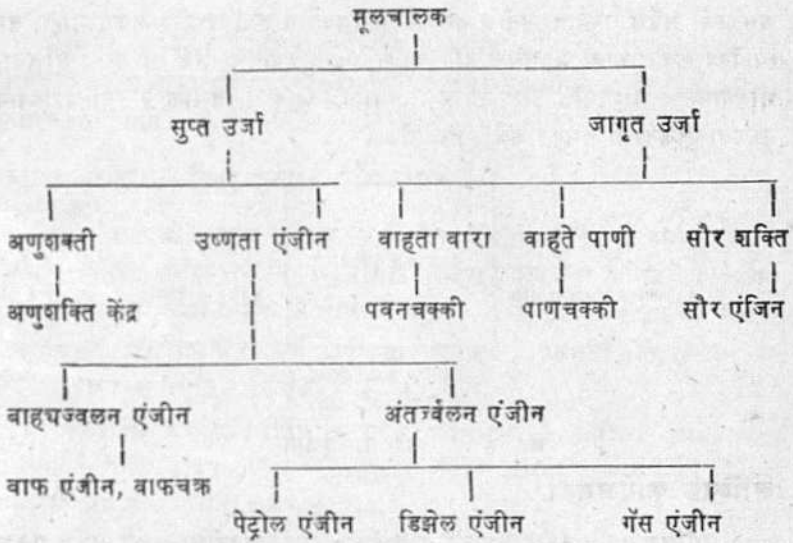 मूलचालक
सुप्त उर्जा जागृत उर्जा
अणुशक्ती उष्णता एंजीन वाहता वारा वाहते पाणी सौर शक्ति
अणुशक्ति केंद्र पवनचक्की पाणचक्की सौर एंजिन
बाह्यज्वलन एंजीन अंतर्ज्वलन एंजीन
वाफ एंजीन, वाफचक्र
पेट्रोल एंजीन डिझेल एंजीन गॅस एंजीन